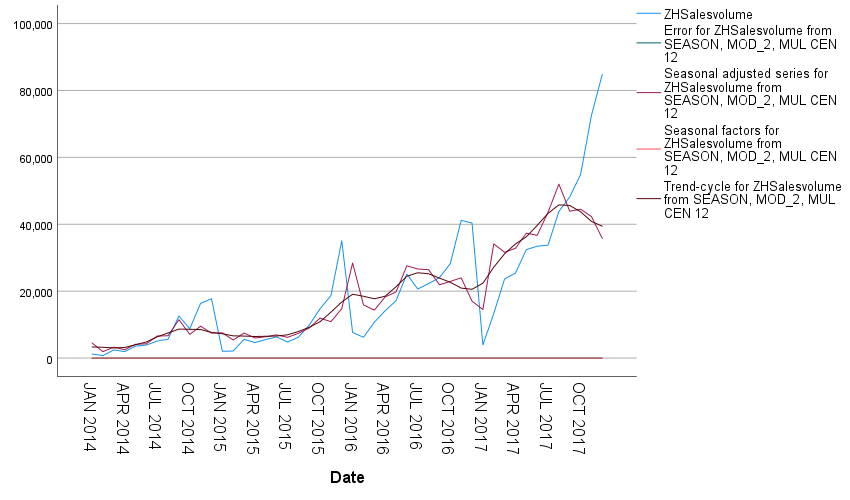 100,000
80,000
60,000
40,000
20,000
0
JAN 2014
APR 2014
JUL 2014
OCT 2014
JAN 2015
APR 2015
JUL 2015
OCT 2015
JAN 2016
APR 2016
JUL 2016
OCT 2016
JAN 2017
APR 2017
JUL 2017
OCT 2017
Date
ZHSalesvolume
Error for ZHSalesvolume from
SEASON, MOD_2, MUL CEN
12
Seasonal adjusted series for
ZHSalesvolume from
SEASON, MOD_2, MUL CEN
12
Seasonal factors for
ZHSalesvolume from
SEASON, MOD_2, MUL CEN
12
Trend-cycle for ZHSalesvolume
from SEASON, MOD_2, MUL
CEN 12